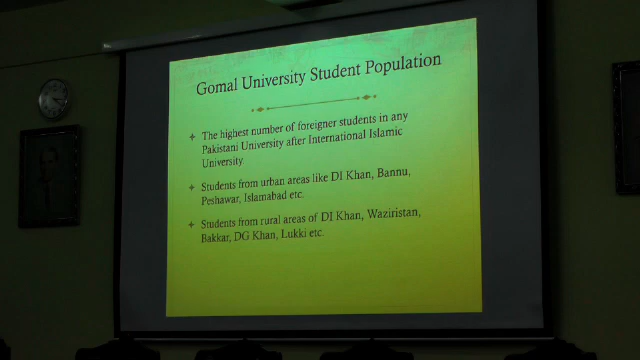 Gomal University Student Population
The highest number of foreigner students in any
Pakistani University after International Islamic
University.
Students from urban areas like DI Khan, Bannu,
Peshawar, Islamabad etc.
Students from rural areas of DI Khan, Waziristan,
Bakkar, DG Khan, Lukki etc.